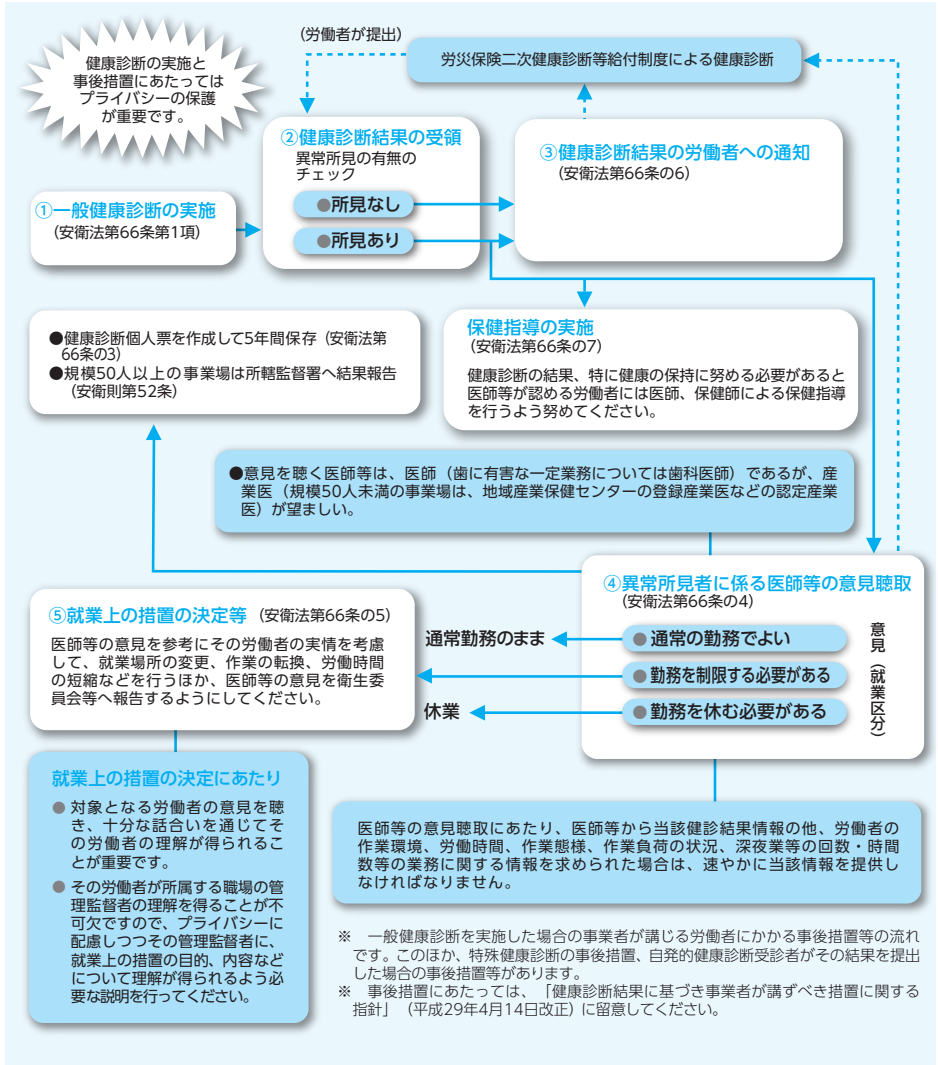 健康診断の実施と
事後措置にあたっては
プライバシーの保護
が重要です。
(労働者が提出)
労災保険二次健康診断等給付制度による健康診断
①一般健康診断の実施
(安衛法第66条第1項)
②健康診断結果の受領
異常所見の有無の
チェック
●所見なし
●所見あり
③健康診断結果の労働者への通知
(安衛法第66条の6)
●健康診断個人票を作成して5年間保存（安衛法第
66条の3）
●規模50人以上の事業場は所轄監督署へ結果報告
（安衛則第52条）
保健指導の実施
(安衛法第66条の7)
健康診断の結果、特に健康の保持に努める必要があると
医師等が認める労働者には医師、保健師による保健指導
を行うよう努めてください。
●意見を聴く医師等は、医師（歯に有害な一定業務については歯科医師）であるが、産
業医（規模50人未満の事業場は、地域産業保健センターの登録産業医などの認定産業
医）が望ましい。
④異常所見者に係る医師等の意見聴取
(安衛法第66条の4)
●通常の勤務でよい
●勤務を制限する必要がある
●勤務を休む必要がある
意見（就業区分）
通常勤務のまま
休業
⑤就業上の措置の決定等 (安衛法第66条の5)
医師等の意見を参考にその労働者の実情を考慮
して、就業場所の変更、作業の転換、労働時間
の短縮などを行うほか、医師等の意見を衛生委
員会等へ報告するようにしてください。
就業上の措置の決定にあたり
● 対象となる労働者の意見を聴
き、十分な話合いを通じてそ
の労働者の理解が得られるこ
とが重要です。
● その労働者が所属する職場の管
理監督者の理解を得ることが不
可欠ですので、プライバシーに
配慮しつつその管理監督者に、
就業上の措置の目的、内容など
について理解が得られるよう必
要な説明を行ってください。
医師等の意見聴取にあたり、医師等から当該健診結果情報の他、労働者の
作業環境、労働時間、作業態様、作業負荷の状況、深夜業等の回数・時間
数等の業務に関する情報を求められた場合は、速やかに当該情報を提供し
なければなりません。
※ 一般健康診断を実施した場合の事業者が講じる労働者にかかる事後措置等の流れ
です。このほか、特殊健康診断の事後措置、自発的健康診断受診者がその結果を提出
した場合の事後措置等があります。
※ 事後措置にあたっては、「健康診断結果に基づき事業者が講ずべき措置に関する
指針」（平成29年4月14日改正）に留意してください。